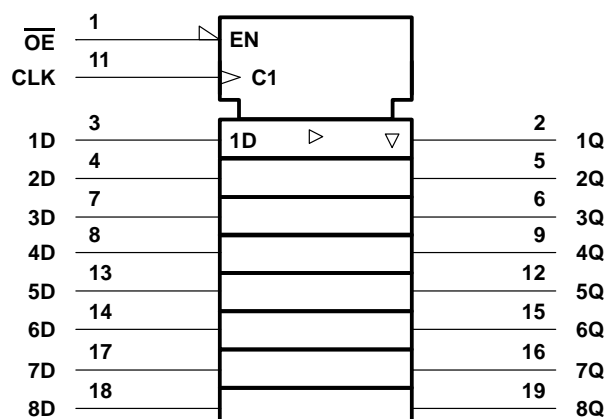 1
O̅E̅ EN
11
CLK C1
3 2
1D 1D 1Q
4 5
2D 2Q
7 6
3D 3Q
8 9
4D 4Q
13 12
5D 5Q
14 15
6D 6Q
17 16
7D 7Q
18 19
8D 8Q